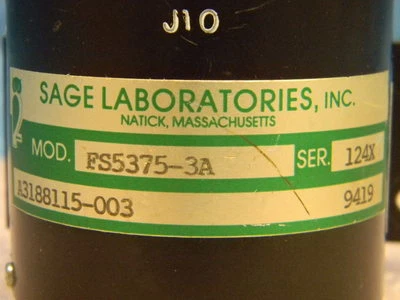 J10
SAGE LABORATORIES, INC.
NATICK, MASSACHUSETTS
MOD. FS5375-3A SER. 124X
A3188115-003 9419